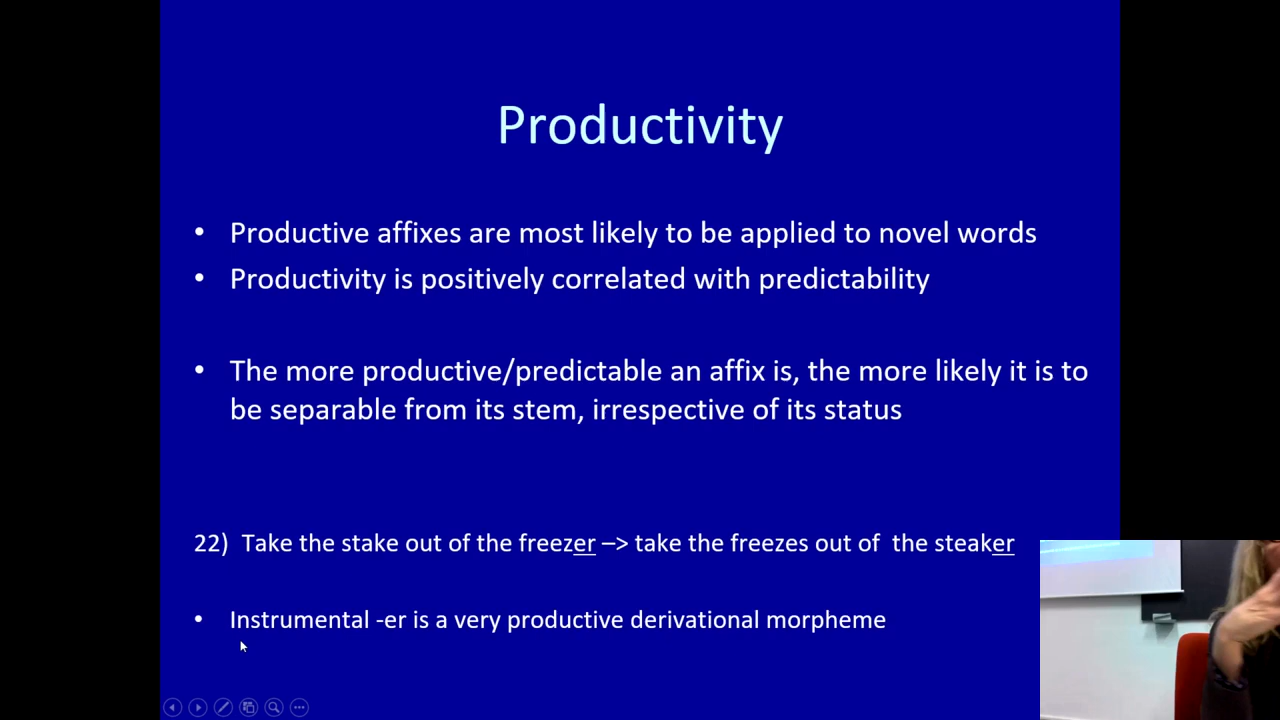 Productivity
• Productive affixes are most likely to be applied to novel words
• Productivity is positively correlated with predictability
• The more productive/predictable an affix is, the more likely it is to
be separable from its stem, irrespective of its status
22) Take the stake out of the freezer –> take the freezes out of the steaker
• Instrumental -er is a very productive derivational morpheme